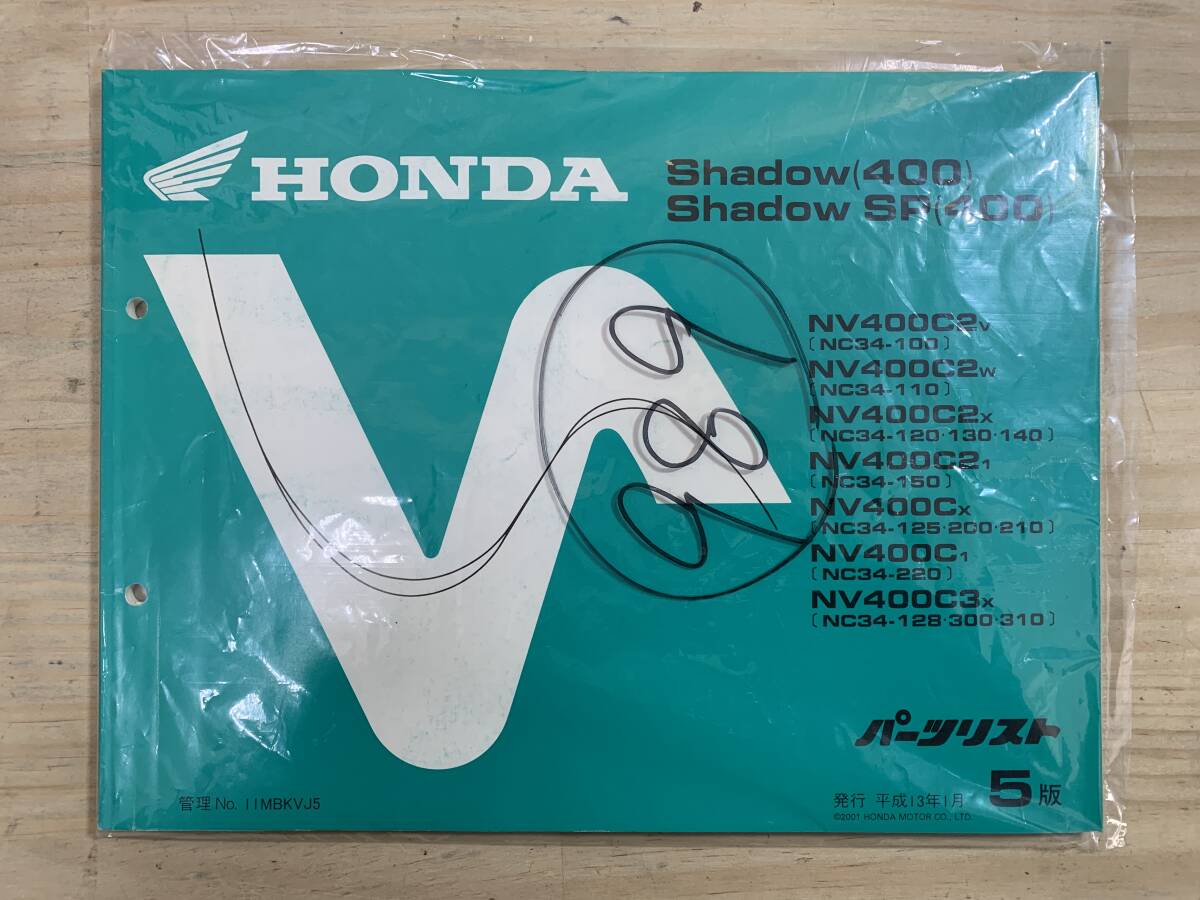 HONDA
Shadow(400)
Shadow SP(400)
NV400C2V
〔NC34-100〕
NV400C2W
〔NC34-110〕
NV400C2X
〔NC34-120·130·140〕
NV400C21
〔NC34-150〕
NV400CX
〔NC34-125·200·210〕
NV400C1
〔NC34-220〕
NV400C3X
〔NC34-128·300·310〕
パーツリスト
管理 No. 11MBKVJ5
発行 平成13年1月 5版
©2001 HONDA MOTOR CO., LTD.